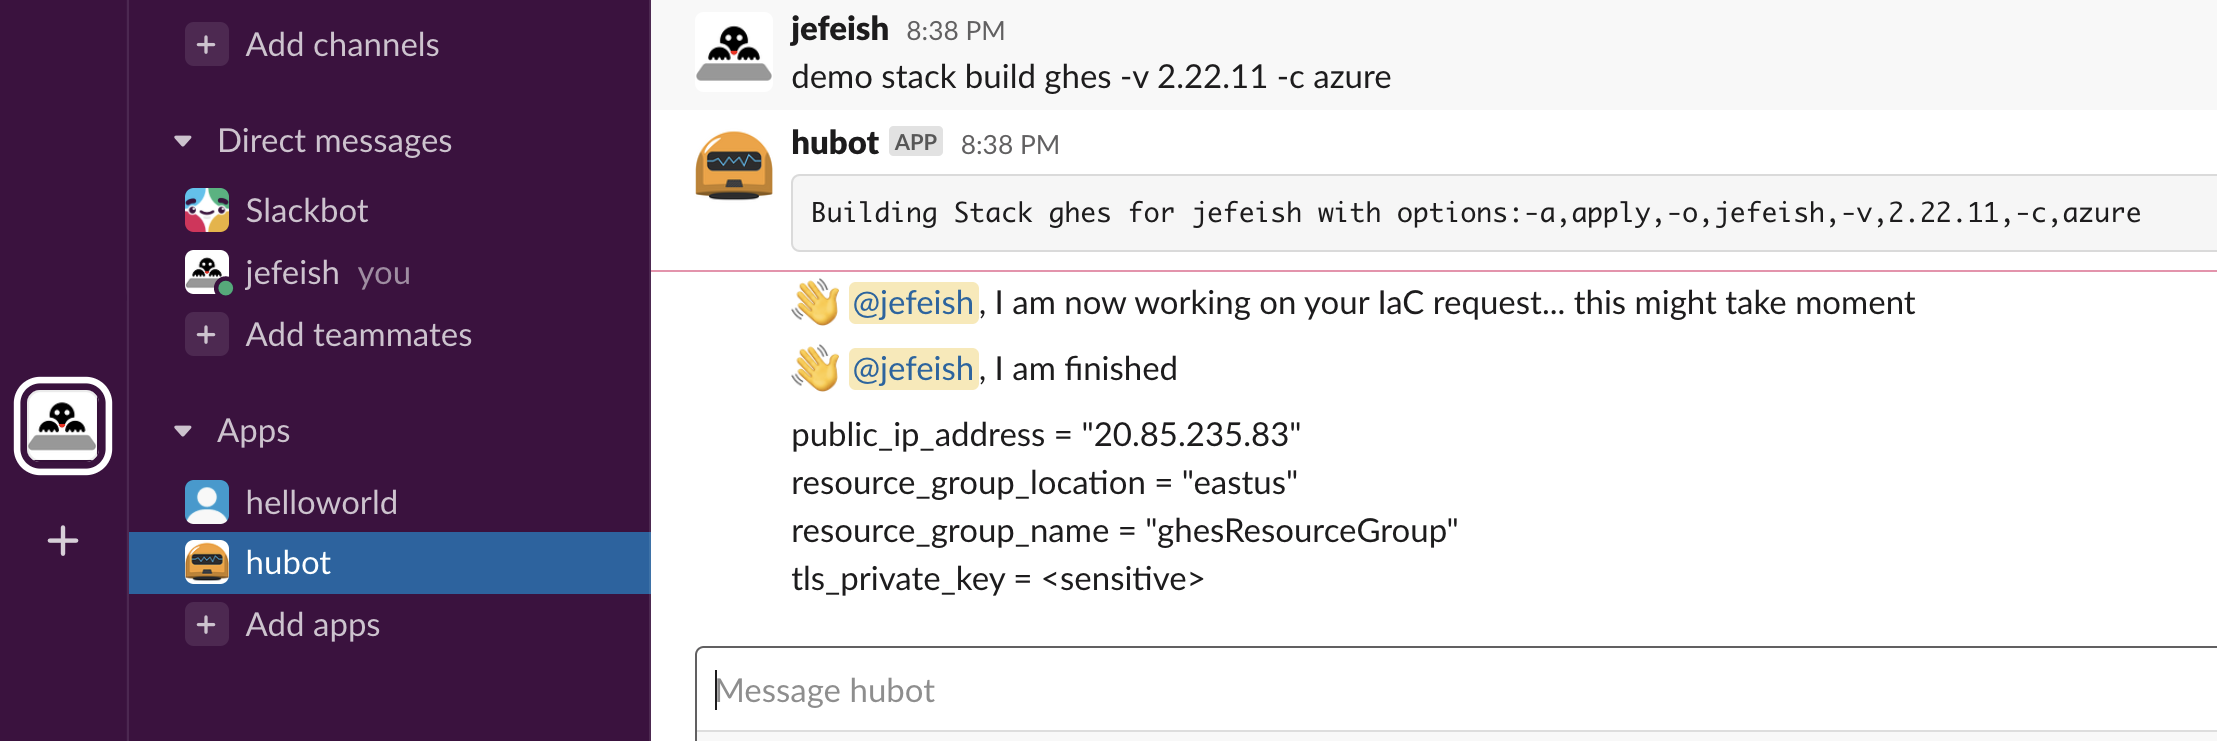 Add channels
Direct messages
Slackbot
jefeish you
Add teammates
Apps
helloworld
hubot
Add apps
jefeish 8:38 PM
demo stack build ghes -v 2.22.11 -c azure
hubot APP 8:38 PM
Building Stack ghes for jefeish with options:-a,apply,-o,jefeish,-v,2.22.11,-c,azure
@jefeish, I am now working on your IaC request... this might take moment
@jefeish, I am finished
public_ip_address = "20.85.235.83"
resource_group_location = "eastus"
resource_group_name = "ghesResourceGroup"
tls_private_key = <sensitive>
Message hubot